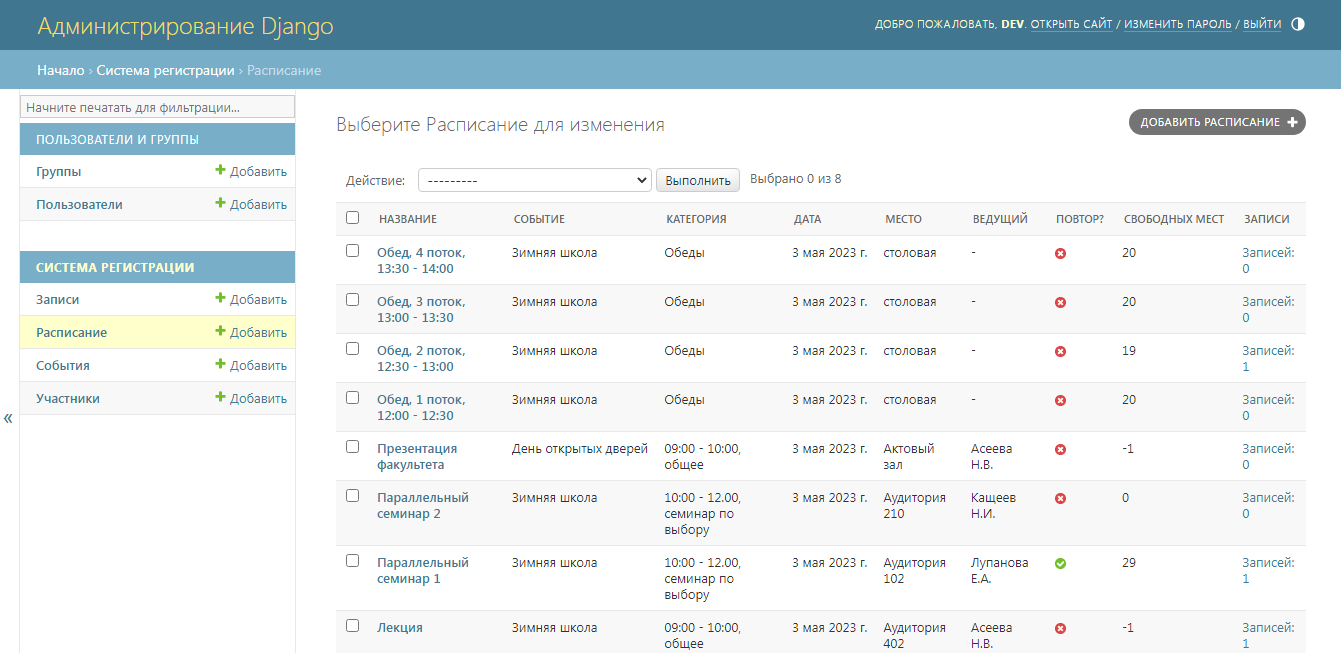 Администрирование Django
ДОБРО ПОЖАЛОВАТЬ, DEV. ОТКРЫТЬ САЙТ / ИЗМЕНИТЬ ПАРОЛЬ / ВЫЙТИ
Начало › Система регистрации › Расписание
Начните печатать для фильтрации...
ПОЛЬЗОВАТЕЛИ И ГРУППЫ
Группы + Добавить
Пользователи + Добавить
СИСТЕМА РЕГИСТРАЦИИ
Записи + Добавить
Расписание + Добавить
События + Добавить
Участники + Добавить
«
Выберите Расписание для изменения
ДОБАВИТЬ РАСПИСАНИЕ +
Действие: --------- Выполнить Выбрано 0 из 8
НАЗВАНИЕ СОБЫТИЕ КАТЕГОРИЯ ДАТА МЕСТО ВЕДУЩИЙ ПОВТОР? СВОБОДНЫХ МЕСТ ЗАПИСИ
Обед, 4 поток, Зимняя школа Обеды 3 мая 2023 г. столовая - 20 Записей:
13:30 - 14:00 0
Обед, 3 поток, Зимняя школа Обеды 3 мая 2023 г. столовая - 20 Записей:
13:00 - 13:30 0
Обед, 2 поток, Зимняя школа Обеды 3 мая 2023 г. столовая - 19 Записей:
12:30 - 13:00 1
Обед, 1 поток, Зимняя школа Обеды 3 мая 2023 г. столовая - 20 Записей:
12:00 - 12:30 0
Презентация День открытых дверей 09:00 - 10:00, 3 мая 2023 г. Актовый Асеева -1 Записей:
факультета общее зал Н.В. 0
Параллельный Зимняя школа 10:00 - 12.00, 3 мая 2023 г. Аудитория Кащеев 0 Записей:
семинар 2 семинар по 210 Н.И. 0
выбору
Параллельный Зимняя школа 10:00 - 12.00, 3 мая 2023 г. Аудитория Лупанова 29 Записей:
семинар 1 семинар по 102 Е.А. 1
выбору
Лекция Зимняя школа 09:00 - 10:00, 3 мая 2023 г. Аудитория Асеева -1 Записей:
общее 402 Н.В. 1